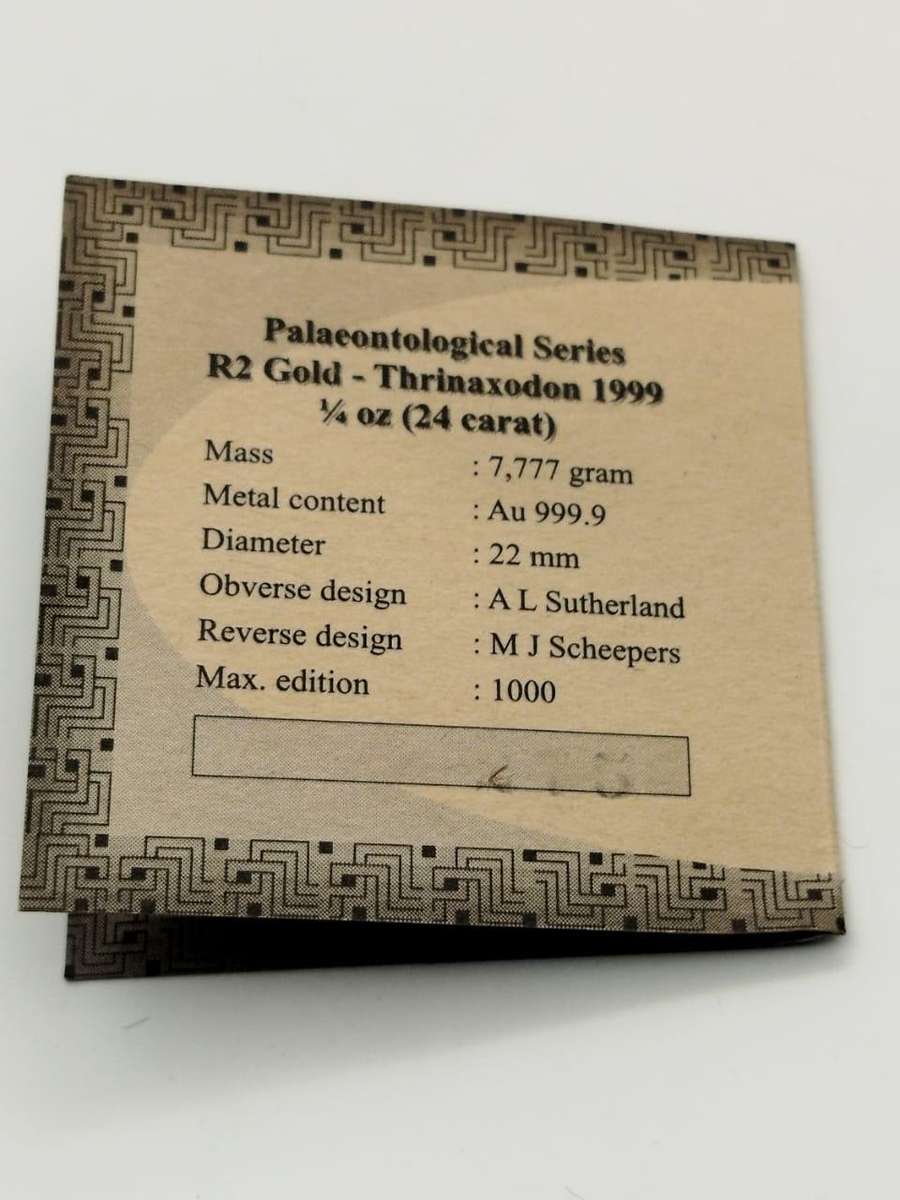 Palaeontological Series
R2 Gold - Thrinaxodon 1999
¼ oz (24 carat)
Mass : 7,777 gram
Metal content : Au 999.9
Diameter : 22 mm
Obverse design : A L Sutherland
Reverse design : M J Scheepers
Max. edition : 1000